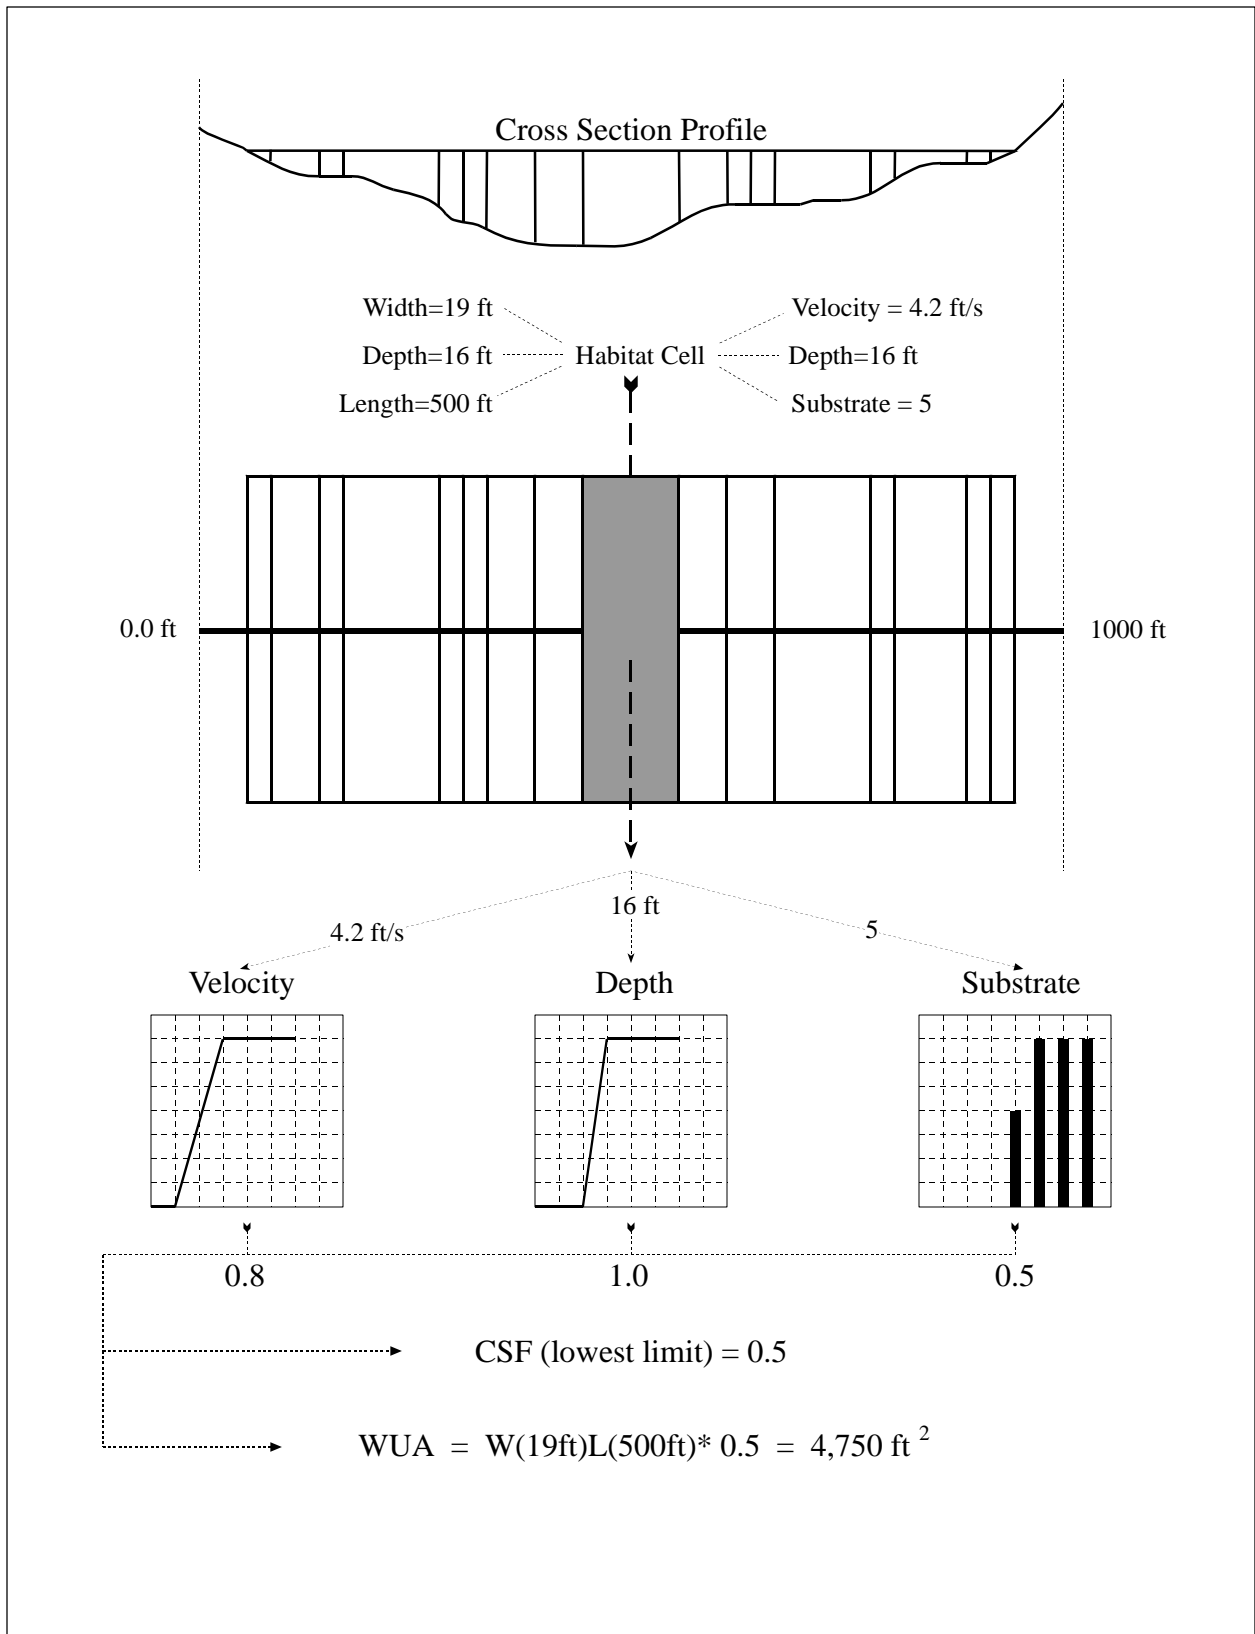 Cross Section Profile
Width=19 ft
Velocity = 4.2 ft/s
Depth=16 ft
Habitat Cell
Depth=16 ft
Length=500 ft
Substrate = 5
0.0 ft
1000 ft
16 ft
4.2 ft/s
5
Velocity
Depth
Substrate
0.8
1.0
0.5
CSF (lowest limit) = 0.5
WUA = W(19ft)L(500ft)* 0.5 = 4,750 ft 2